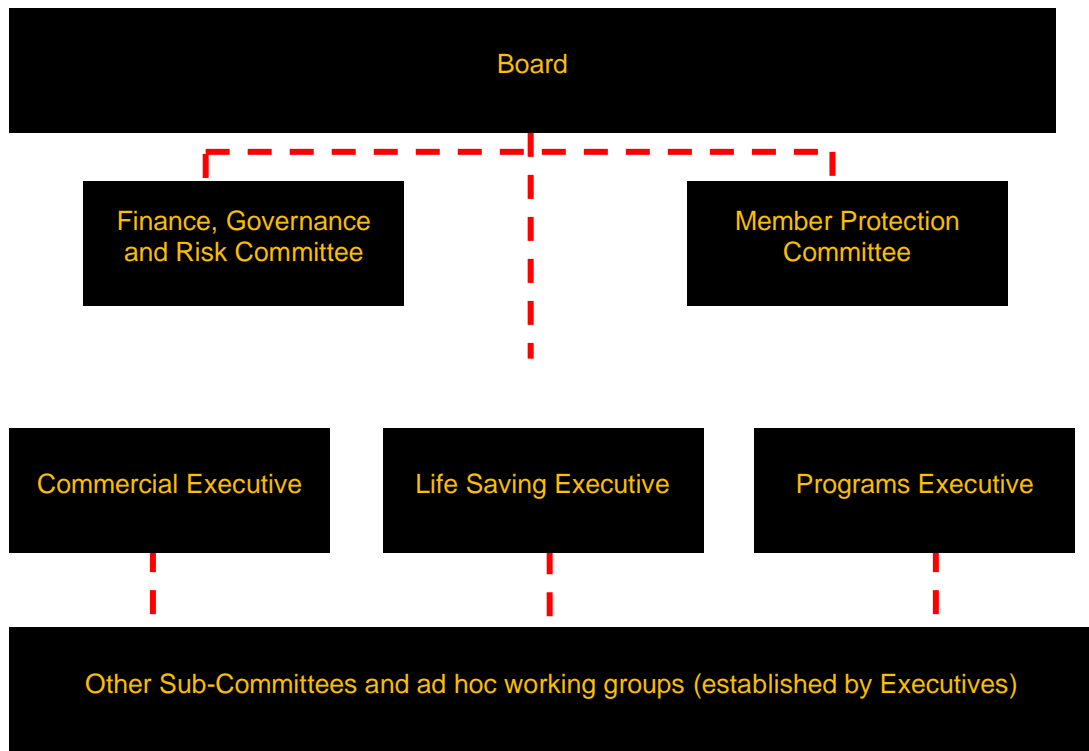 Board
Finance, Governance
and Risk Committee
Member Protection
Committee
Commercial Executive
Life Saving Executive
Programs Executive
Other Sub-Committees and ad hoc working groups (established by Executives)